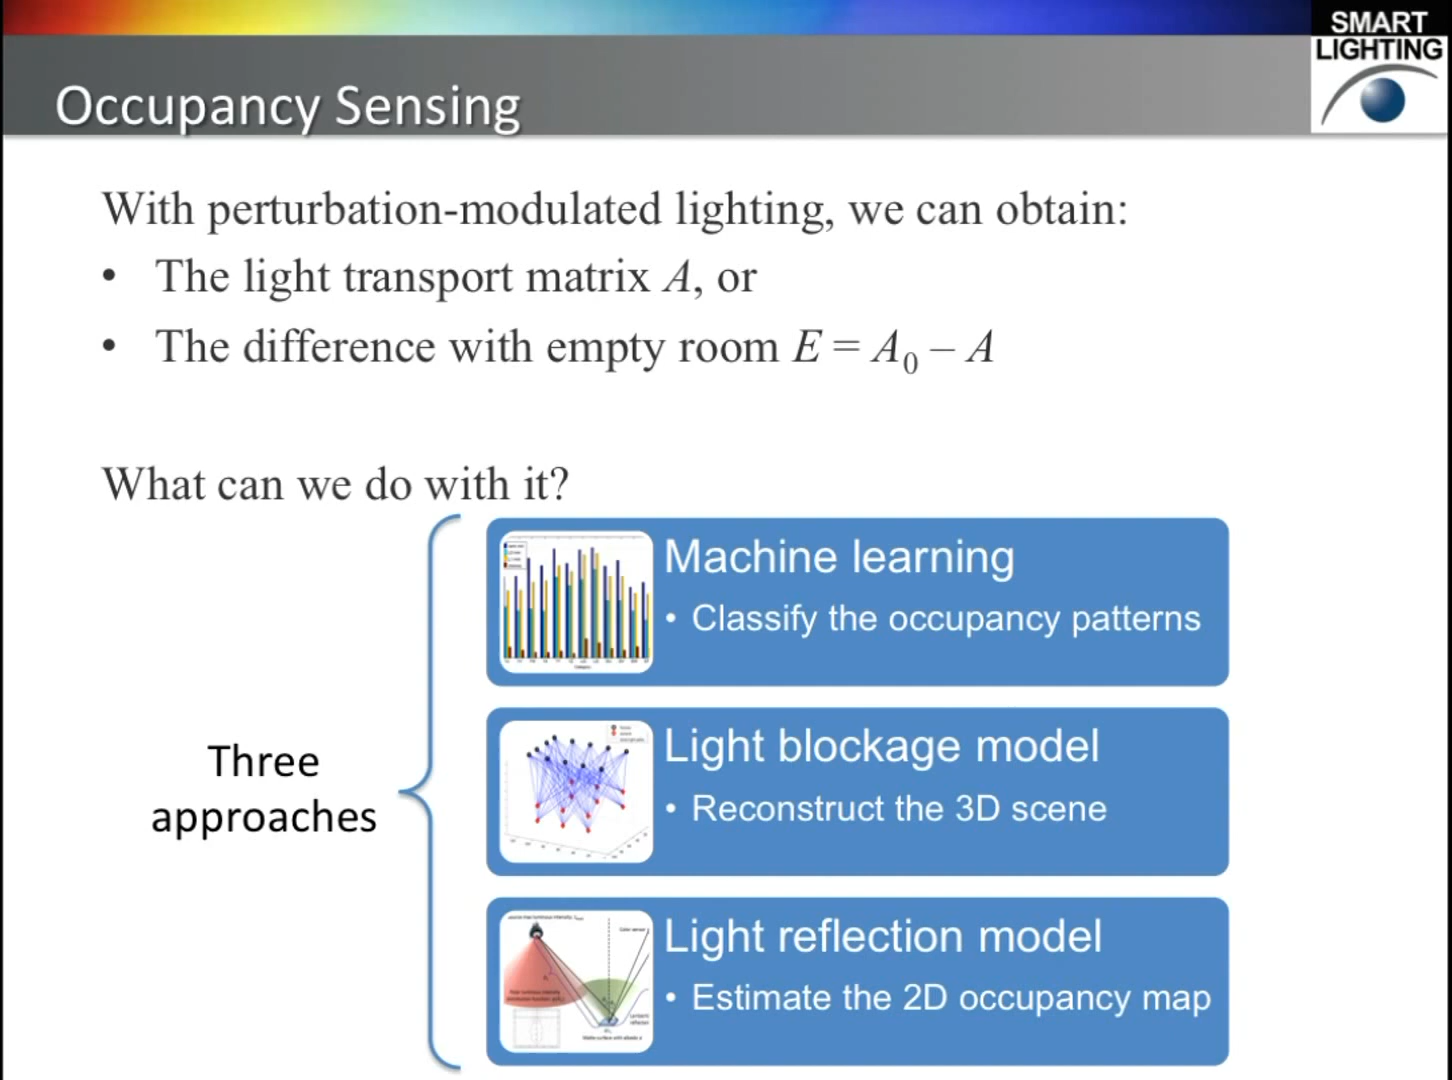 SMART
LIGHTING
Occupancy Sensing
With perturbation-modulated lighting, we can obtain:
• The light transport matrix A, or
• The difference with empty room E = A₀ – A
What can we do with it?
Three
approaches
Machine learning
• Classify the occupancy patterns
Light blockage model
• Reconstruct the 3D scene
Light reflection model
• Estimate the 2D occupancy map